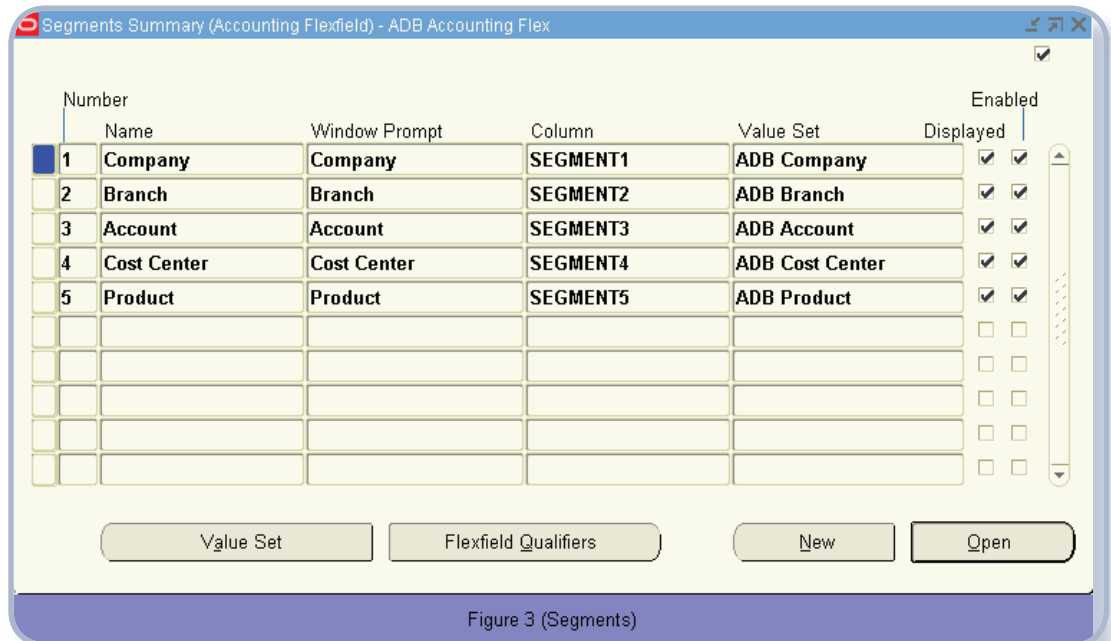 Segments Summary (Accounting Flexfield) - ADB Accounting Flex
Number Enabled
Name Window Prompt Column Value Set Displayed
1 Company Company SEGMENT1 ADB Company
2 Branch Branch SEGMENT2 ADB Branch
3 Account Account SEGMENT3 ADB Account
4 Cost Center Cost Center SEGMENT4 ADB Cost Center
5 Product Product SEGMENT5 ADB Product
Value Set Flexfield Qualifiers New Open
Figure 3 (Segments)